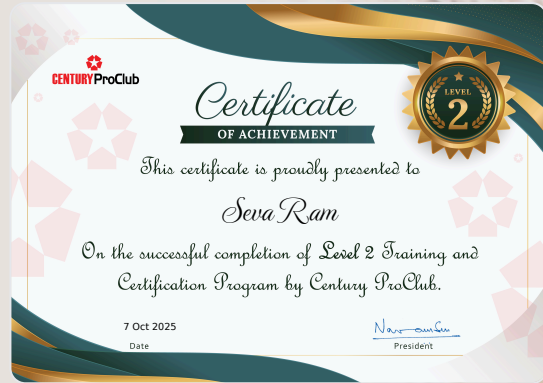 CENTURY ProClub
Certificate
OF ACHIEVEMENT
LEVEL
2
This certificate is proudly presented to
Seva Ram
On the successful completion of Level 2 Training and
Certification Program by Century ProClub.
7 Oct 2025
Date
President